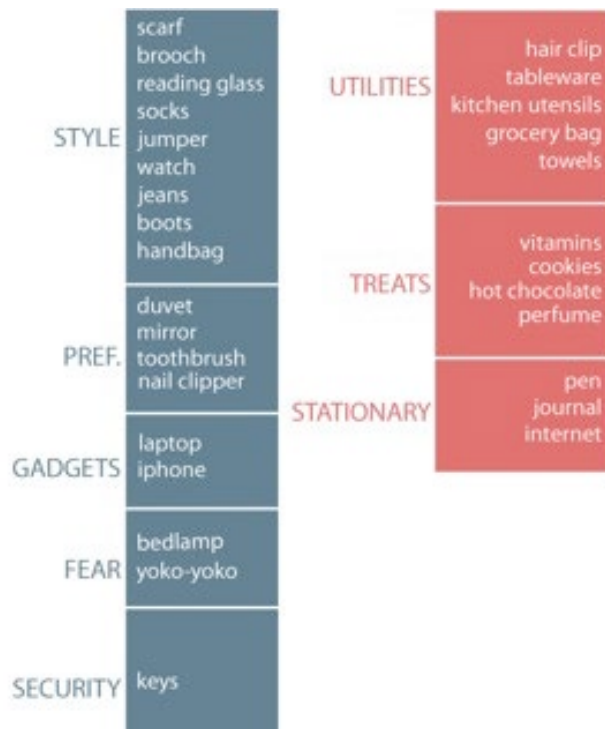 STYLE
scarf
brooch
reading glass
socks
jumper
watch
jeans
boots
handbag
PREF.
duvet
mirror
toothbrush
nail clipper
GADGETS
laptop
iphone
FEAR
bedlamp
yoko-yoko
SECURITY
keys
UTILITIES
hair clip
tableware
kitchen utensils
grocery bag
towels
TREATS
vitamins
cookies
hot chocolate
perfume
STATIONARY
pen
journal
internet